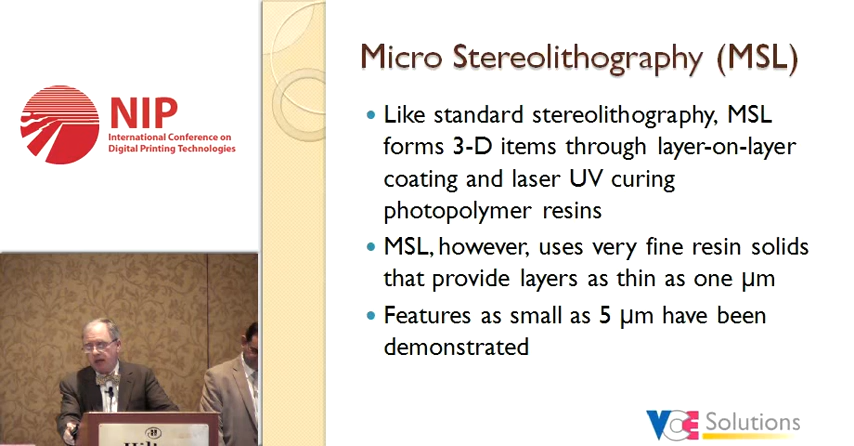 NIP
International Conference on
Digital Printing Technologies
Micro Stereolithography (MSL)
• Like standard stereolithography, MSL
forms 3-D items through layer-on-layer
coating and laser UV curing
photopolymer resins
• MSL, however, uses very fine resin solids
that provide layers as thin as one µm
• Features as small as 5 µm have been
demonstrated
VCE Solutions